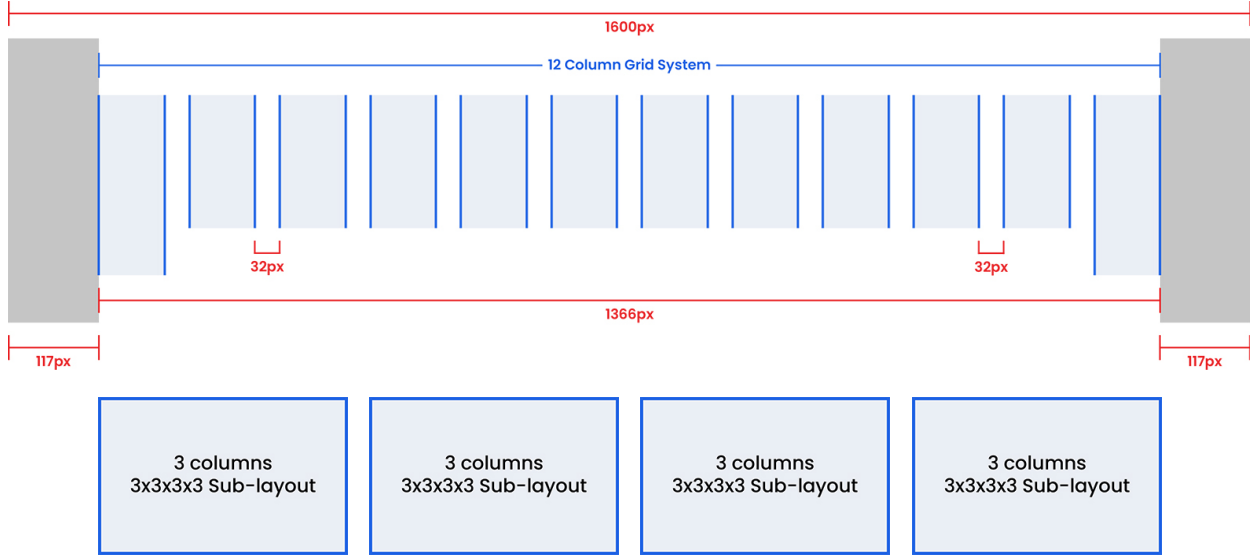 1600px
12 Column Grid System
32px
32px
1366px
117px
117px
3 columns
3x3x3x3 Sub-layout
3 columns
3x3x3x3 Sub-layout
3 columns
3x3x3x3 Sub-layout
3 columns
3x3x3x3 Sub-layout